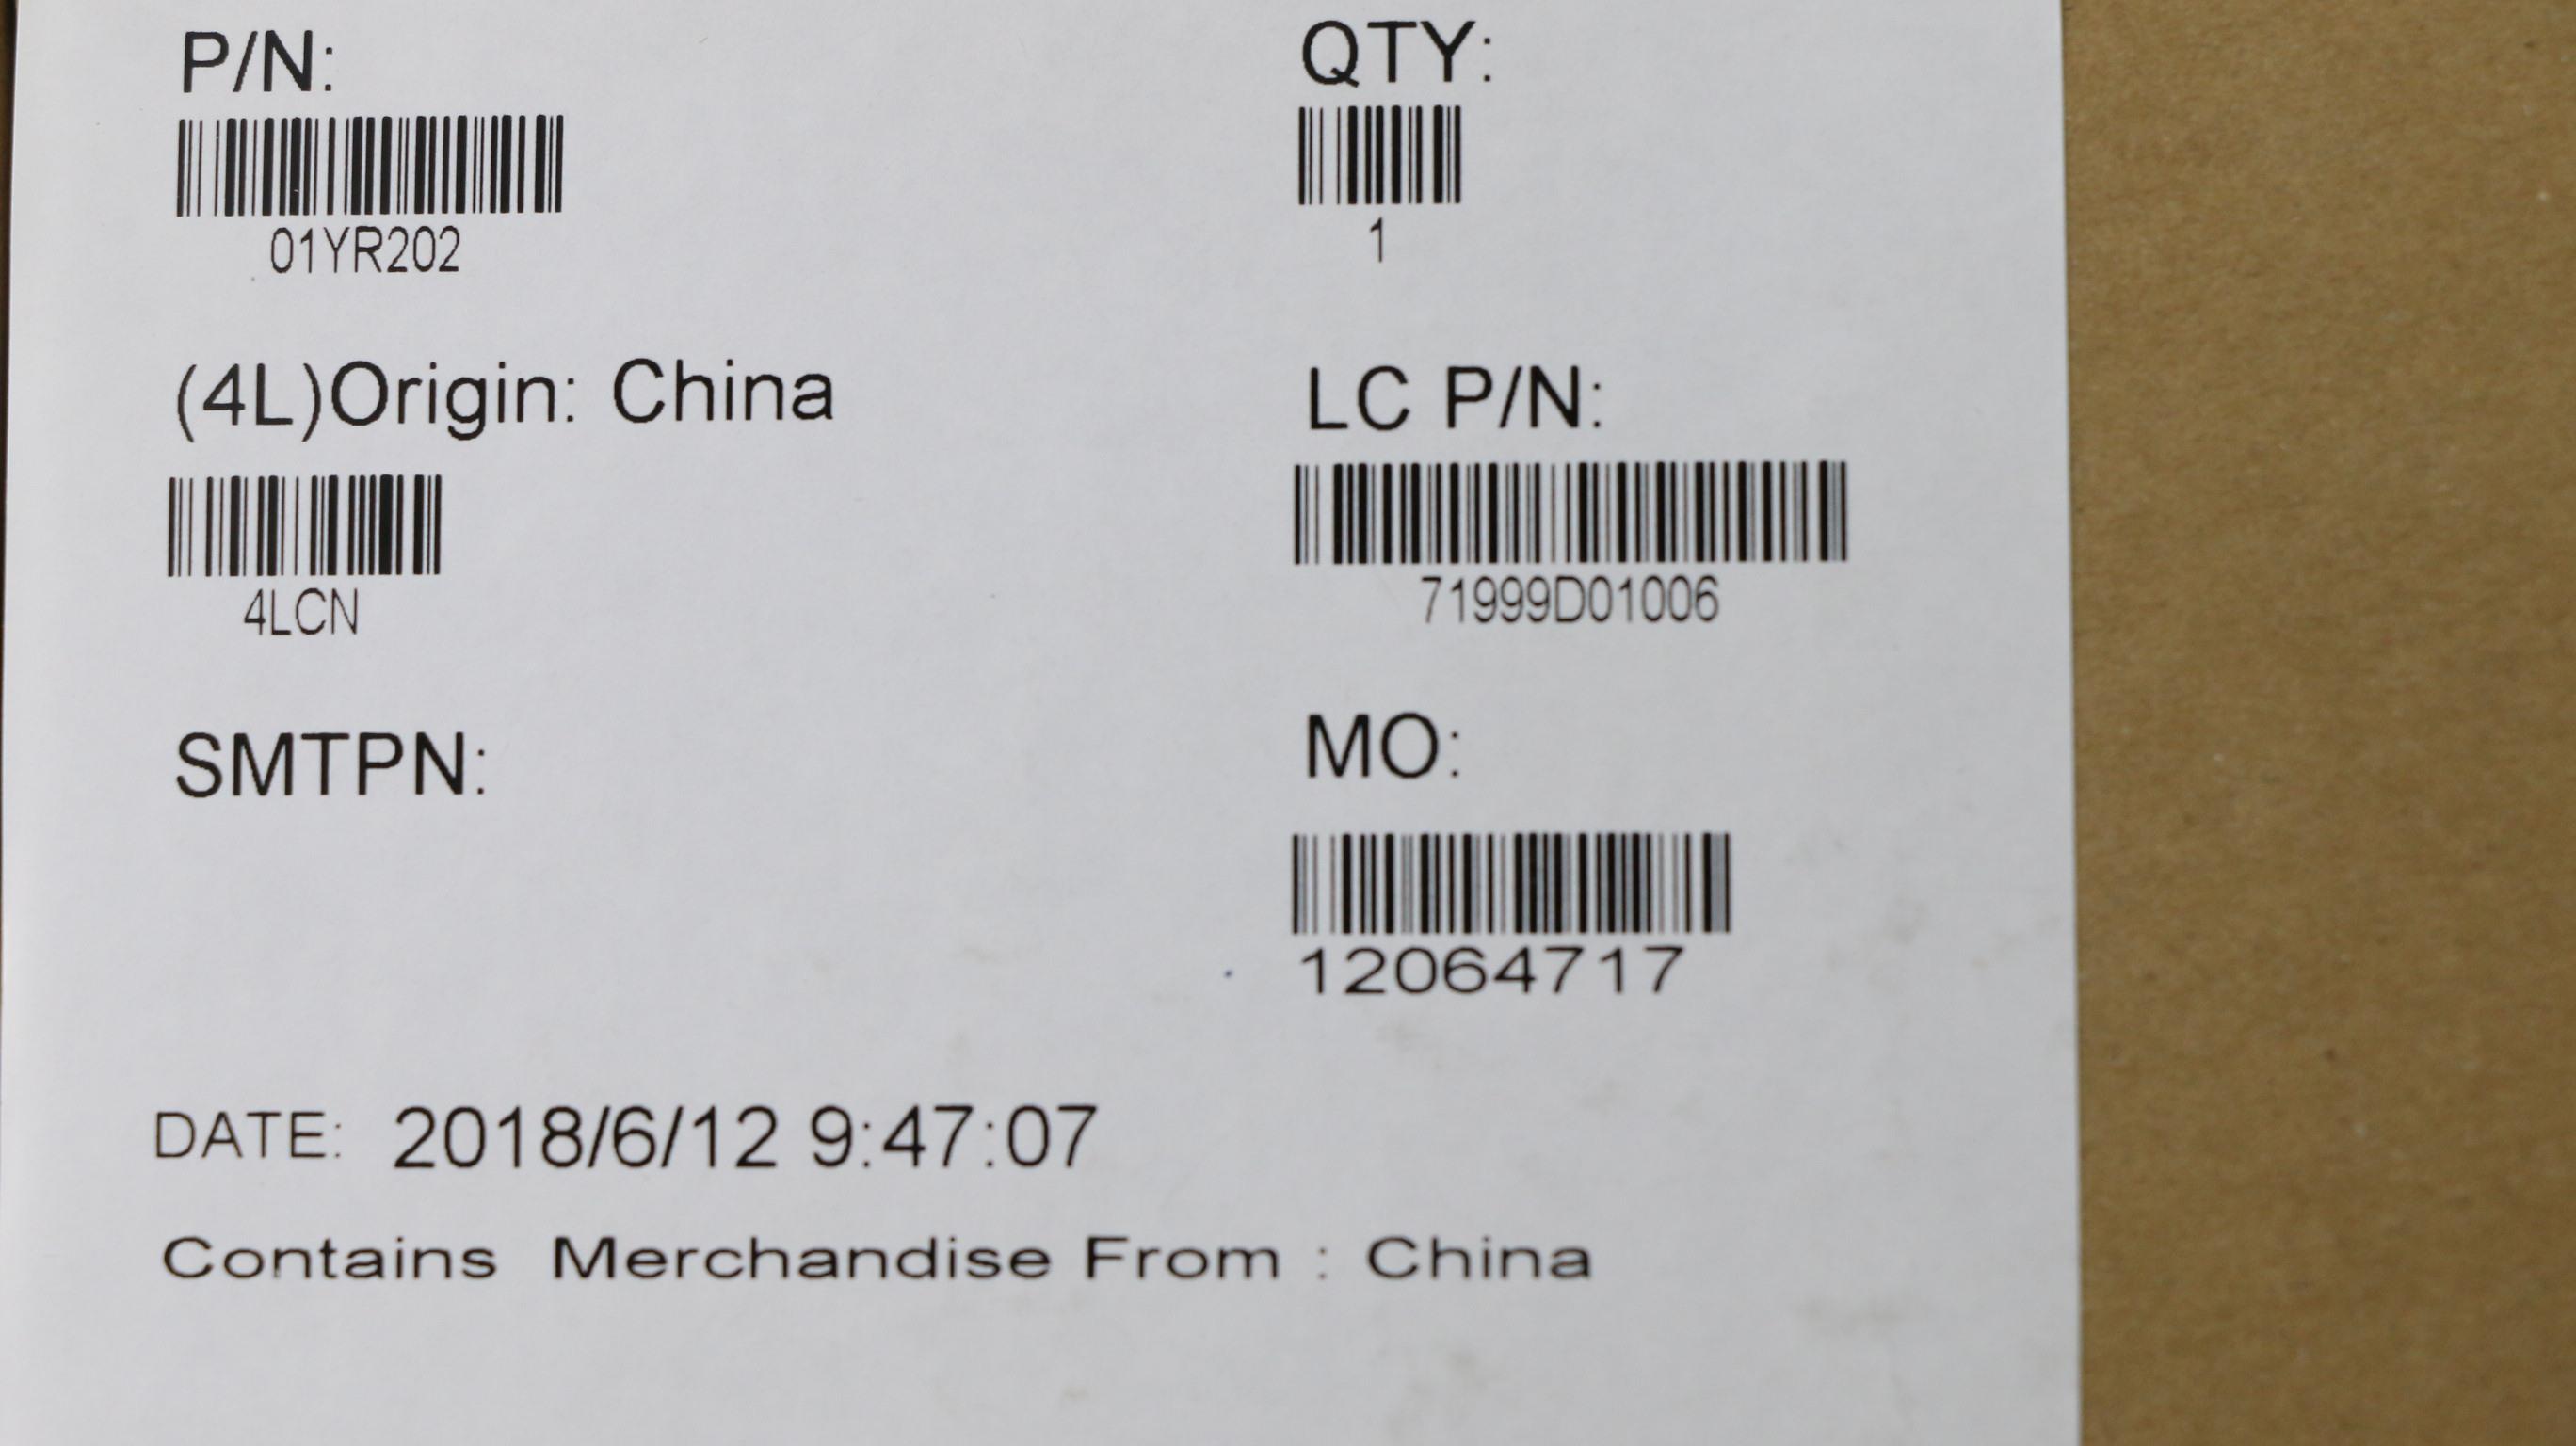 P/N:
QTY:
01YR202
1
(4L)Origin: China
LC P/N:
4LCN
71999D01006
SMTPN:
MO:
12064717
DATE: 2018/6/12 9:47:07
Contains Merchandise From : China